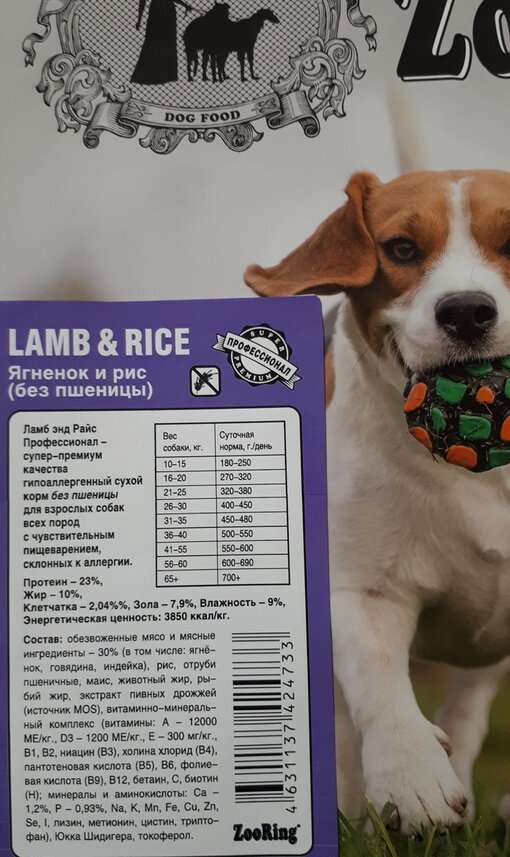 DOG FOOD
LAMB & RICE
Ягненок и рис
(без пшеницы)
SUPER
ПРОФЕССИОНАЛ
PREMIUM
Ламб энд Райс
Профессионал –
супер–премиум
качества
гипоаллергенный сухой
корм без пшеницы
для взрослых собак
всех пород
с чувствительным
пищеварением,
склонных к аллергии.
Вес собаки, кг. Суточная норма, г./день
10–15 180–250
16–20 270–320
21–25 320–380
26–30 400–450
31–35 450–480
36–40 500–550
41–55 550–600
56–60 600–690
65+ 700+
Протеин – 23%,
Жир – 10%,
Клетчатка – 2,04%%, Зола – 7,9%, Влажность – 9%,
Энергетическая ценность: 3850 ккал/кг.
Состав: обезвоженные мясо и мясные
ингредиенты – 30% (в том числе: ягнё-
нок, говядина, индейка), рис, отруби
пшеничные, маис, животный жир, ры-
бий жир, экстракт пивных дрожжей
(источник MOS), витаминно–минераль-
ный комплекс (витамины: A – 12000
МЕ/кг., D3 – 1200 МЕ/кг., E – 300 мг/кг.,
B1, B2, ниацин (B3), холина хлорид (B4),
пантотеновая кислота (B5), B6, фолие-
вая кислота (B9), B12, бетаин, C, биотин
(H); минералы и аминокислоты: Ca –
1,2%, P – 0,93%, Na, K, Mn, Fe, Cu, Zn,
Se, I, лизин, метионин, цистин, трипто-
фан), Юкка Шидигера, токоферол.
4 631137 424733
ZooRing®